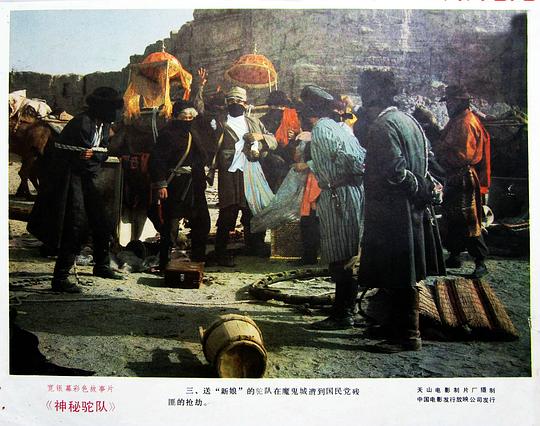 宽银幕彩色故事片
《神秘驼队》
三、送“新娘”的驼队在魔鬼城遭到国民党残
匪的抢劫。
天山电影制片厂摄制
中国电影发行放映公司发行